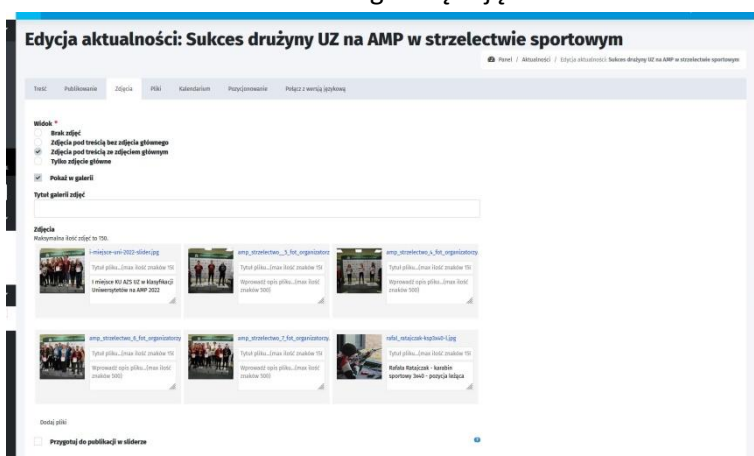 Edycja aktualności: Sukces drużyny UZ na AMP w strzelectwie sportowym
Panel / Aktualności / Edycja aktualności: Sukces drużyny UZ na AMP w strzelectwie sportowym
Treść Publikowanie Zdjęcia Pliki Kalendarium Pozycjonowanie Połącz z wersją językową
Widok *
Brak zdjęć
Zdjęcia pod treścią bez zdjęcia głównego
Zdjęcia pod treścią ze zdjęciem głównym
Tylko zdjęcie główne
Pokaż w galerii
Tytuł galerii zdjęć
Zdjęcia
Maksymalna ilość zdjęć to 150.
i-miejsce-uni-2022-slider.jpg
Tytuł pliku...(max ilość znaków 15
I miejsce KU AZS UZ w klasyfikacji
Uniwersytetów na AMP 2022
amp_strzelectwo__5_fot_organizatorzy
Tytuł pliku...(max ilość znaków 15
Wprowadź opis pliku...(max ilość
znaków 500)
amp_strzelectwo_4_fot_organizatorzy
Tytuł pliku...(max ilość znaków 15
Wprowadź opis pliku...(max ilość
znaków 500)
amp_strzelectwo_6_fot_organizatorzy
Tytuł pliku...(max ilość znaków 15
Wprowadź opis pliku...(max ilość
znaków 500)
amp_strzelectwo_7_fot_organizatorzy
Tytuł pliku...(max ilość znaków 15
Wprowadź opis pliku...(max ilość
znaków 500)
rafal_ratajczak-ksp3x40-l.jpg
Tytuł pliku...(max ilość znaków 15
Rafała Ratajczak - karabin
sportowy 3x40 - pozycja leżąca
Dodaj pliki
Przygotuj do publikacji w sliderze